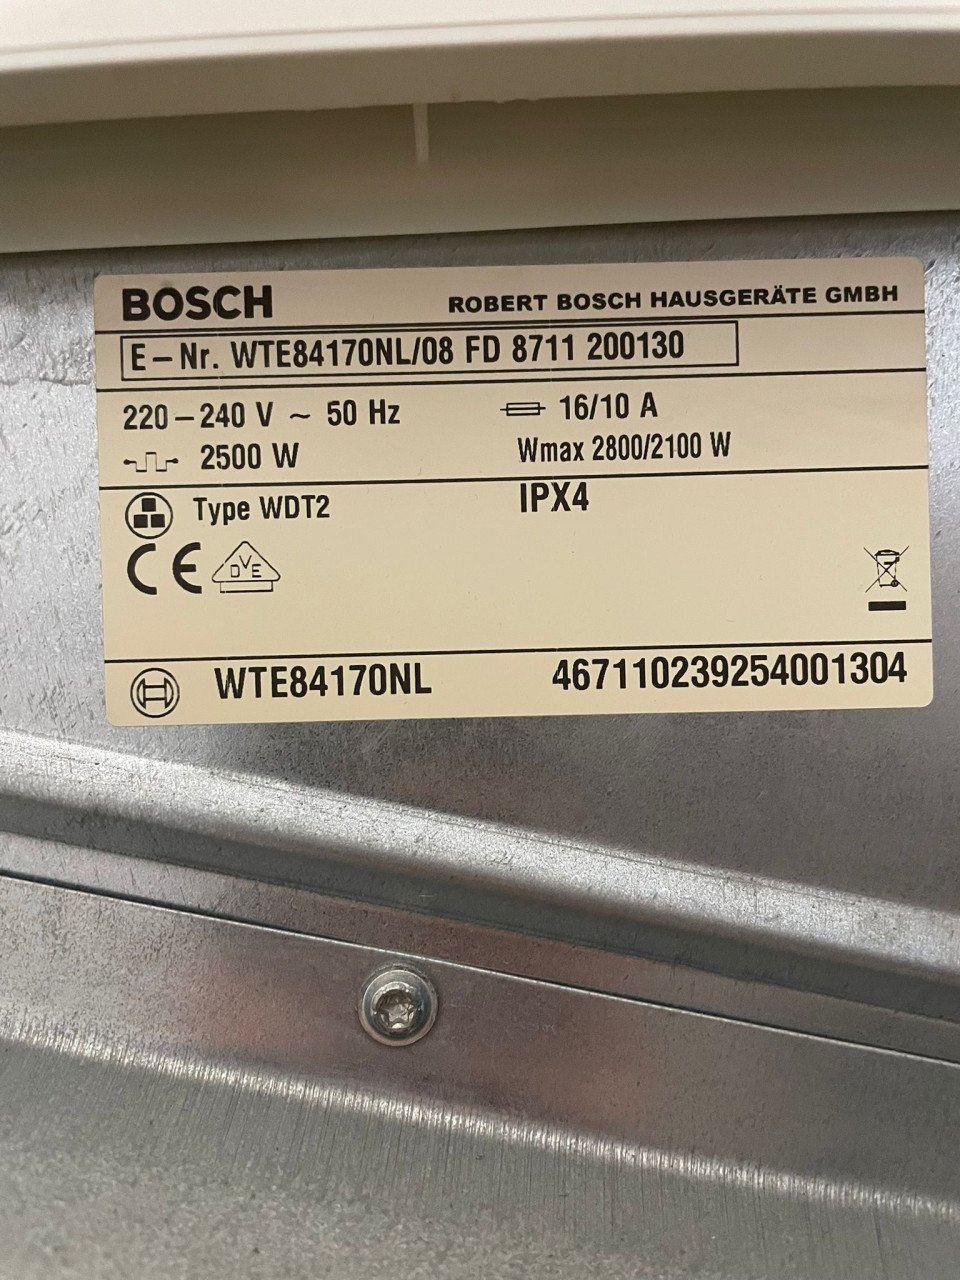 BOSCH ROBERT BOSCH HAUSGERÄTE GMBH
E-Nr. WTE84170NL/08 FD 8711 200130
220-240 V ~ 50 Hz 16/10 A
2500 W Wmax 2800/2100 W
Type WDT2 IPX4
CE DVE
WTE84170NL 467110239254001304